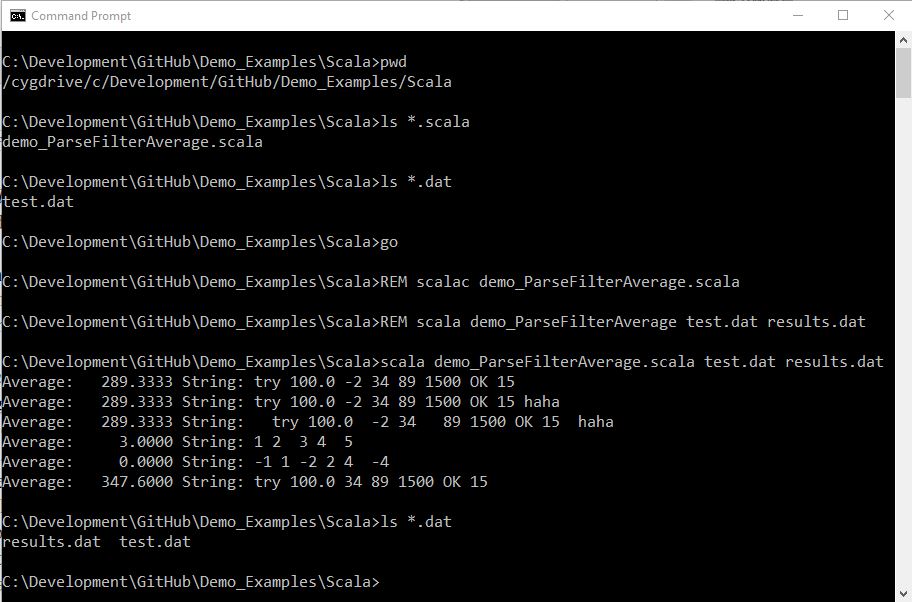 Command Prompt
C:\Development\GitHub\Demo_Examples\Scala>pwd
/cygdrive/c/Development/GitHub/Demo_Examples/Scala
C:\Development\GitHub\Demo_Examples\Scala>ls *.scala
demo_ParseFilterAverage.scala
C:\Development\GitHub\Demo_Examples\Scala>ls *.dat
test.dat
C:\Development\GitHub\Demo_Examples\Scala>go
C:\Development\GitHub\Demo_Examples\Scala>REM scalac demo_ParseFilterAverage.scala
C:\Development\GitHub\Demo_Examples\Scala>REM scala demo_ParseFilterAverage test.dat results.dat
C:\Development\GitHub\Demo_Examples\Scala>scala demo_ParseFilterAverage.scala test.dat results.dat
Average:   289.3333 String: try 100.0 -2 34 89 1500 OK 15
Average:   289.3333 String: try 100.0 -2 34 89 1500 OK 15 haha
Average:   289.3333 String:   try 100.0  -2 34   89 1500 OK 15  haha
Average:     3.0000 String: 1 2  3 4  5
Average:     0.0000 String: -1 1 -2 2 4  -4
Average:   347.6000 String: try 100.0 34 89 1500 OK 15
C:\Development\GitHub\Demo_Examples\Scala>ls *.dat
results.dat  test.dat
C:\Development\GitHub\Demo_Examples\Scala>